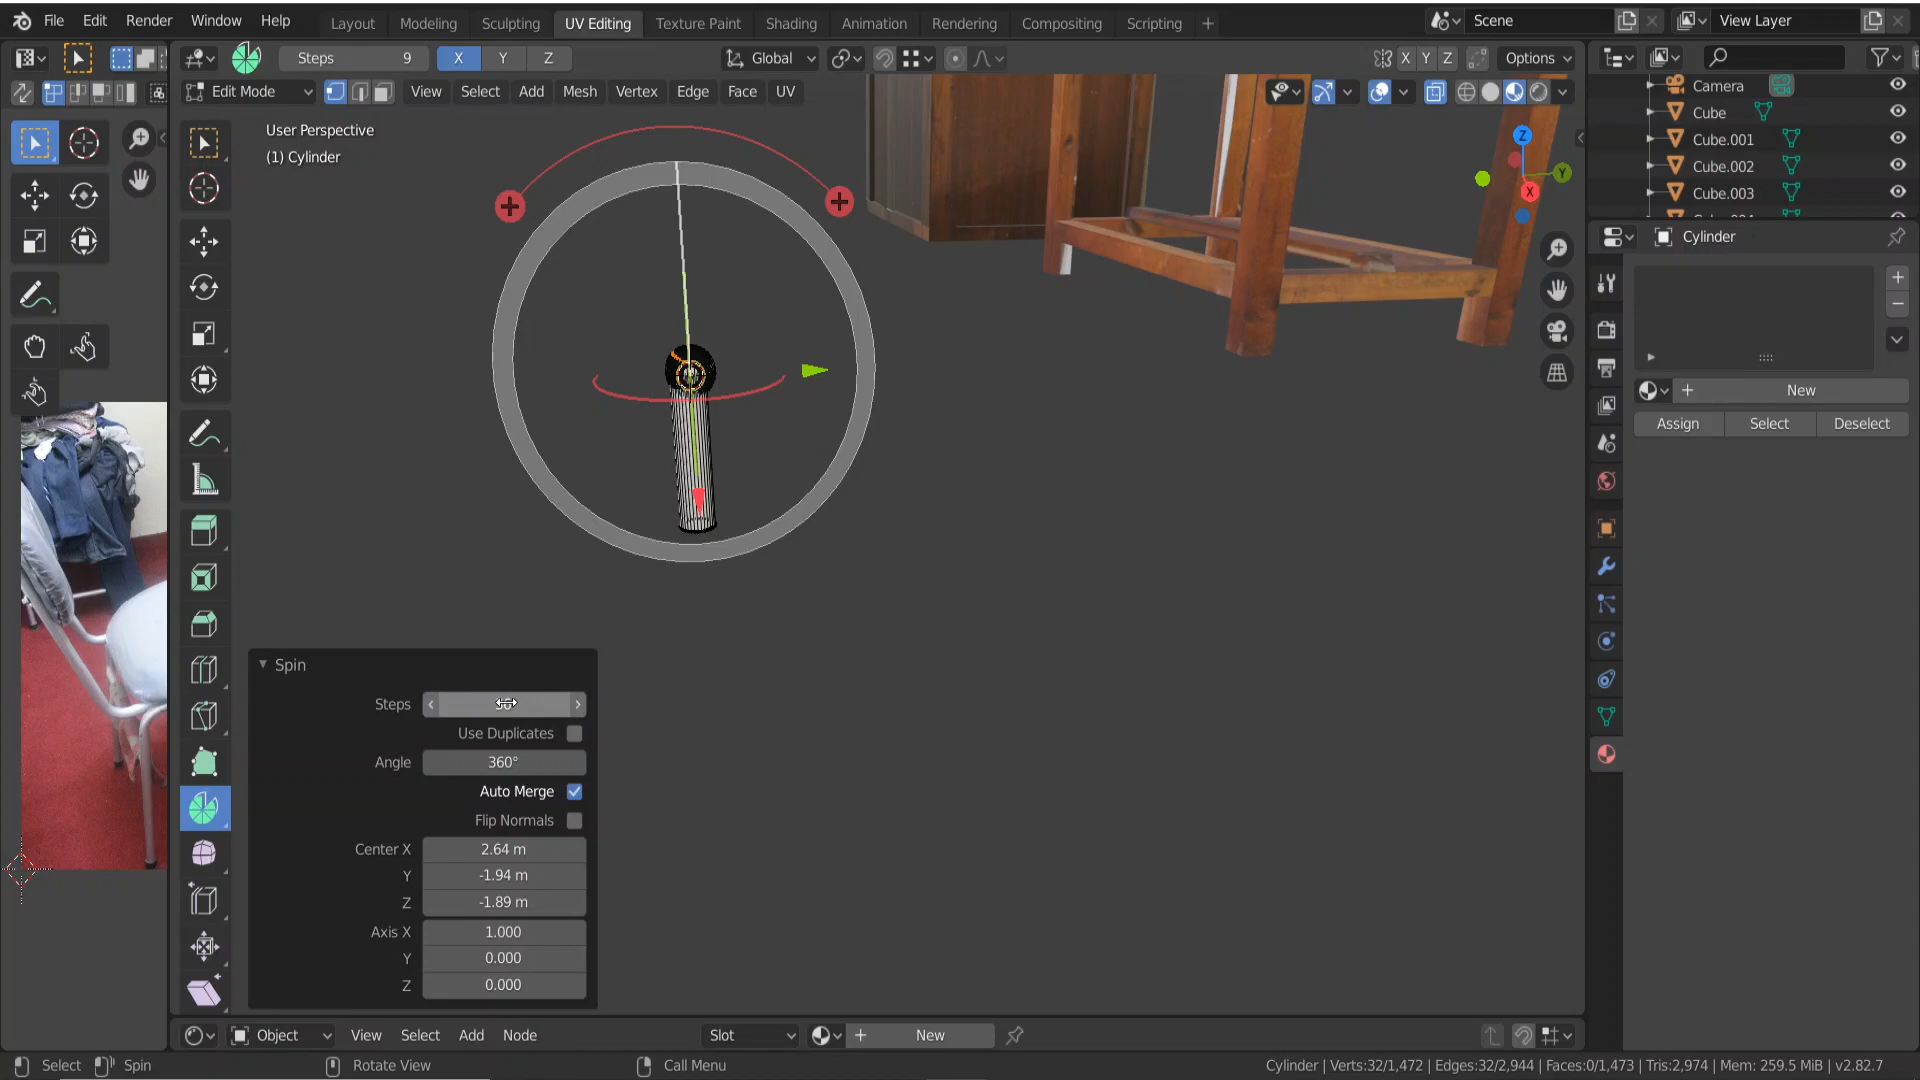 File Edit Render Window Help Layout Modeling Sculpting UV Editing Texture Paint Shading Animation Rendering Compositing Scripting + Scene View Layer
Steps 9 X Y Z Global X Y Z Options
Edit Mode View Select Add Mesh Vertex Edge Face UV
User Perspective
(1) Cylinder
Z
Y
X
Camera
Cube
Cube.001
Cube.002
Cube.003
Cylinder
New
Assign Select Deselect
Spin
Steps
Use Duplicates
Angle 360°
Auto Merge
Flip Normals
Center X 2.64 m
Y -1.94 m
Z -1.89 m
Axis X 1.000
Y 0.000
Z 0.000
Object View Select Add Node Slot New
Select Spin Rotate View Call Menu Cylinder | Verts:32/1,472 | Edges:32/2,944 | Faces:0/1,473 | Tris:2,974 | Mem: 259.5 MiB | v2.82.7